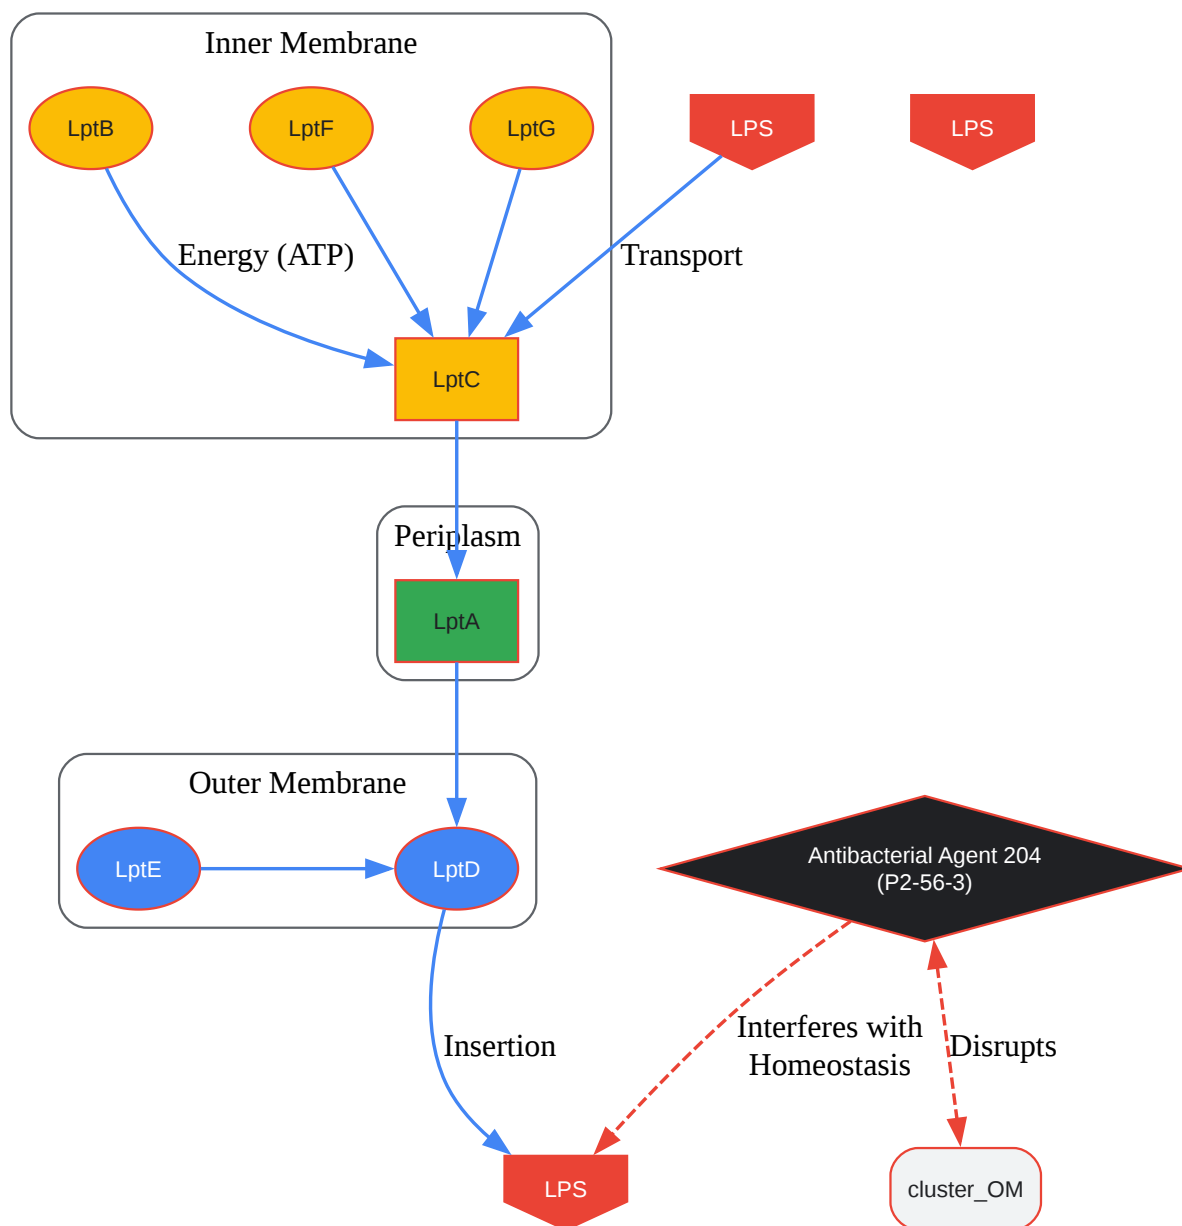 Inner Membrane
LptB
LptF
LptG
LPS
LPS
Energy (ATP)
Transport
LptC
Periplasm
LptA
Outer Membrane
LptE
LptD
Antibacterial Agent 204
(P2-56-3)
Insertion
Interferes with
Homeostasis
Disrupts
LPS
cluster_OM